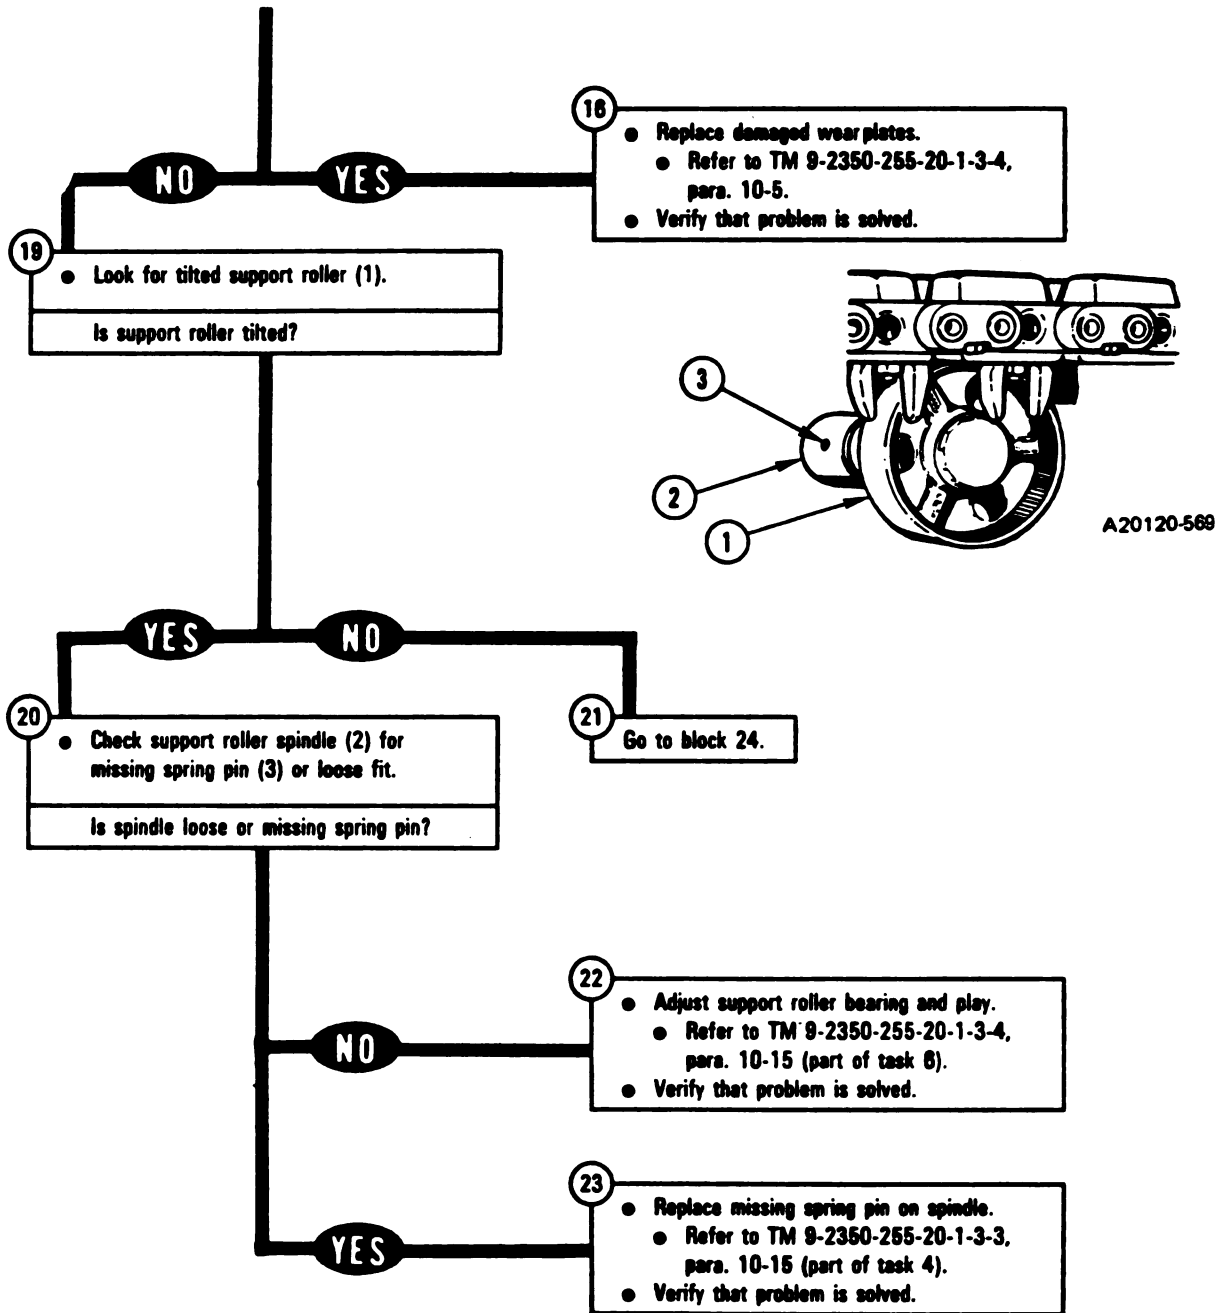 18
● Replace damaged wear plates.
● Refer to TM 9-2350-255-20-1-3-4,
para. 10-5.
● Verify that problem is solved.
NO
YES
19
● Look for tilted support roller (1).
Is support roller tilted?
3
2
1
A20120-569
YES
NO
20
● Check support roller spindle (2) for
missing spring pin (3) or loose fit.
Is spindle loose or missing spring pin?
21
Go to block 24.
22
● Adjust support roller bearing and play.
● Refer to TM 9-2350-255-20-1-3-4,
para. 10-15 (part of task 6).
● Verify that problem is solved.
NO
23
● Replace missing spring pin on spindle.
● Refer to TM 9-2350-255-20-1-3-3,
para. 10-15 (part of task 4).
● Verify that problem is solved.
YES